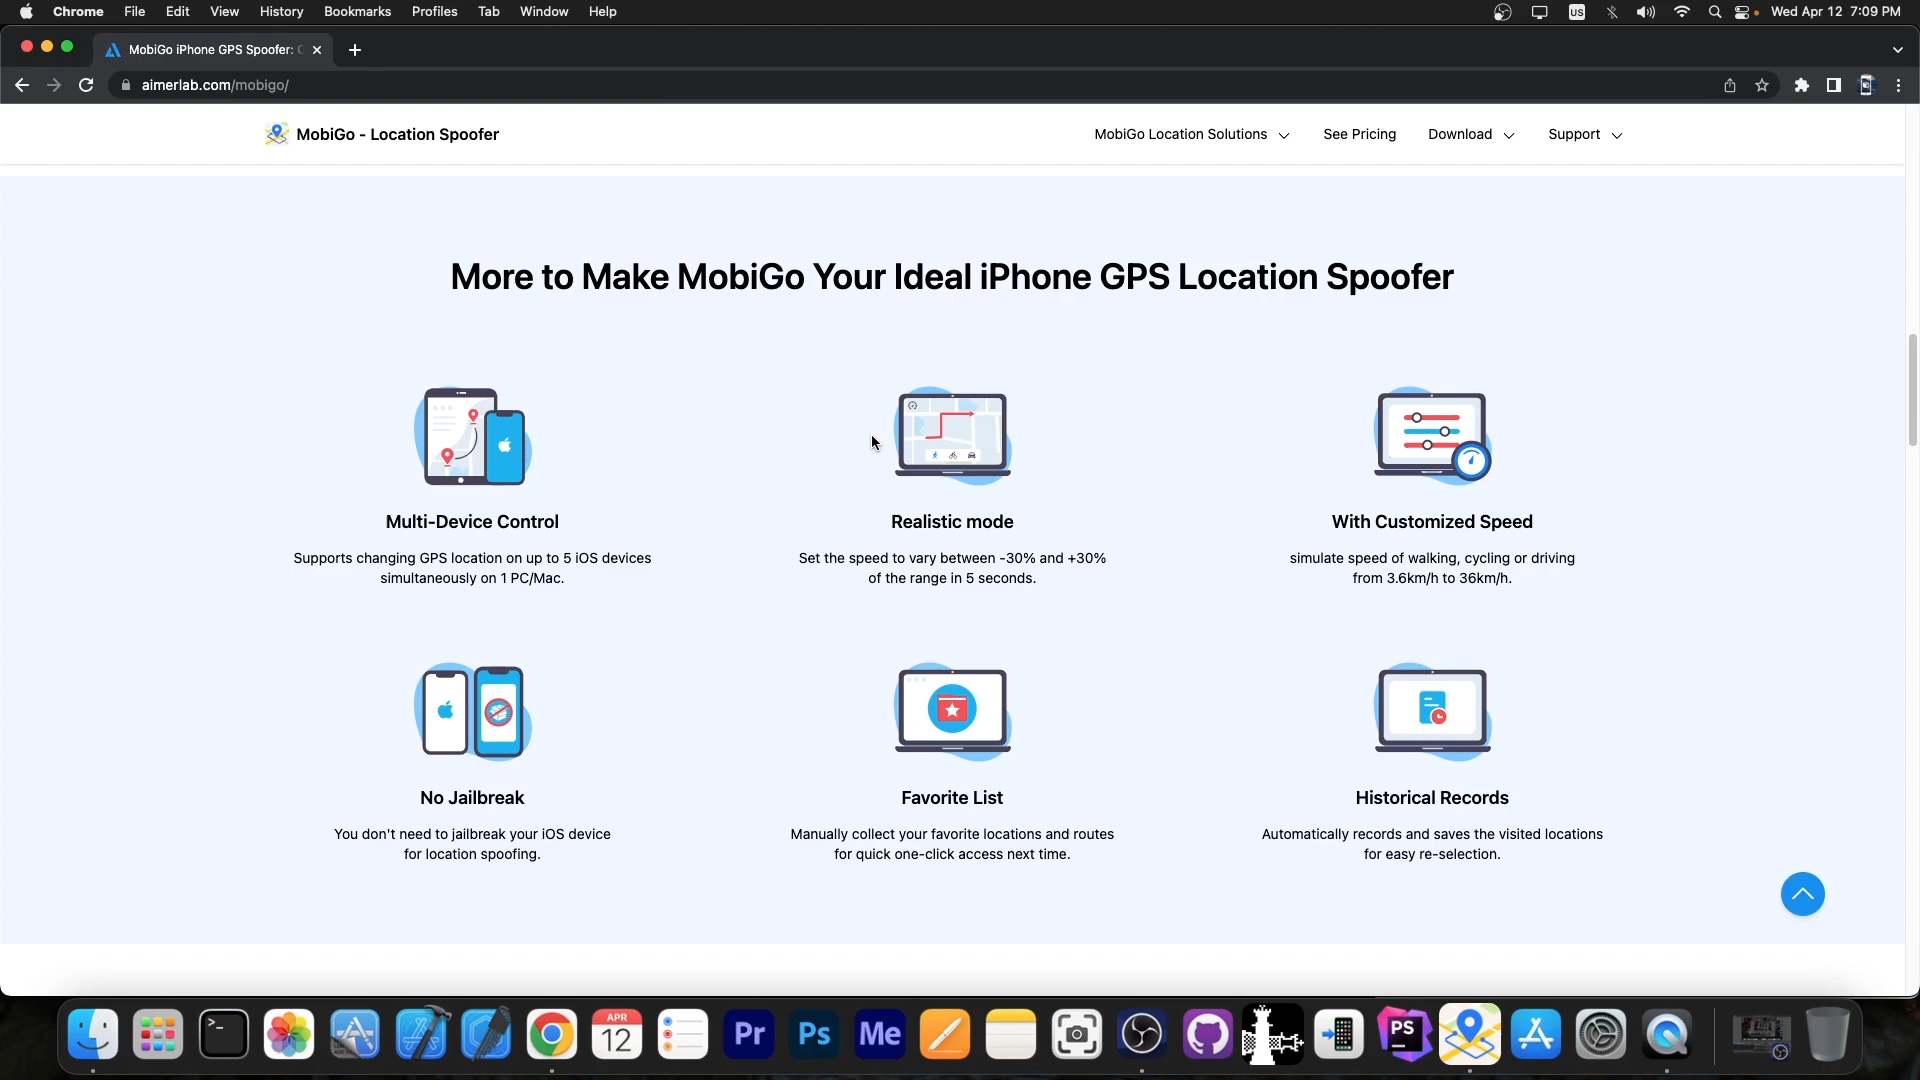 Chrome File Edit View History Bookmarks Profiles Tab Window Help US Wed Apr 12 7:09 PM
MobiGo iPhone GPS Spoofer:
aimerlab.com/mobigo/
MobiGo - Location Spoofer MobiGo Location Solutions See Pricing Download Support
More to Make MobiGo Your Ideal iPhone GPS Location Spoofer
Multi-Device Control
Supports changing GPS location on up to 5 iOS devices
simultaneously on 1 PC/Mac.
Realistic mode
Set the speed to vary between -30% and +30%
of the range in 5 seconds.
With Customized Speed
simulate speed of walking, cycling or driving
from 3.6km/h to 36km/h.
No Jailbreak
You don't need to jailbreak your iOS device
for location spoofing.
Favorite List
Manually collect your favorite locations and routes
for quick one-click access next time.
Historical Records
Automatically records and saves the visited locations
for easy re-selection.
APR
12
Pr
Ps
Me
PS